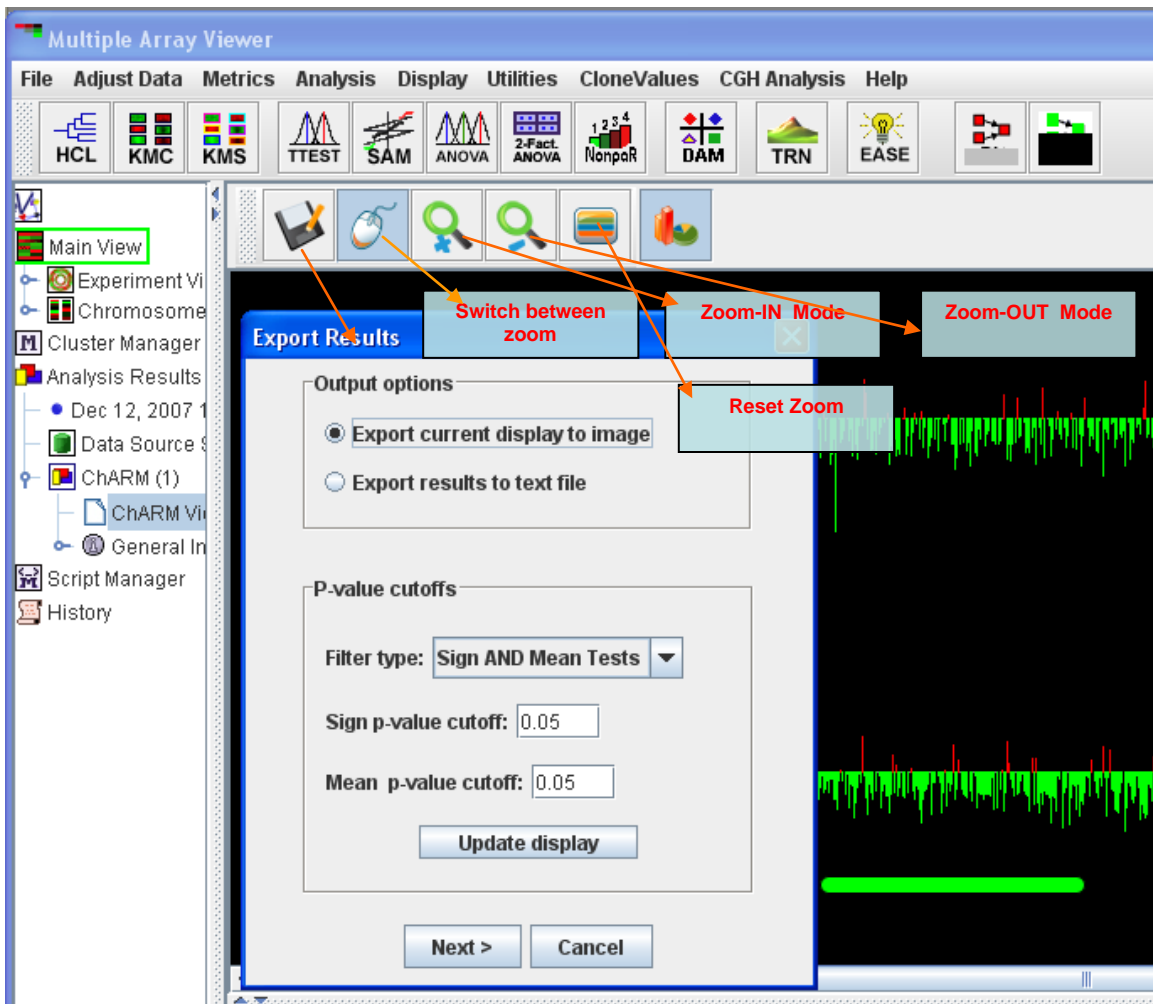 Multiple Array Viewer
File Adjust Data Metrics Analysis Display Utilities CloneValues CGH Analysis Help
HCL KMC KMS TTEST SAM ANOVA 2-Fact. ANOVA 1 2 3 4 NonpaR DAM TRN EASE
Main View
Experiment Vi
Chromosome
M Cluster Manager
Analysis Results
Dec 12, 2007 1
Data Source S
ChARM (1)
ChARM Vi
General In
Script Manager
History
Switch between
zoom
Zoom-IN Mode
Zoom-OUT Mode
Reset Zoom
Export Results
Output options
Export current display to image
Export results to text file
P-value cutoffs
Filter type: Sign AND Mean Tests
Sign p-value cutoff: 0.05
Mean p-value cutoff: 0.05
Update display
Next > Cancel